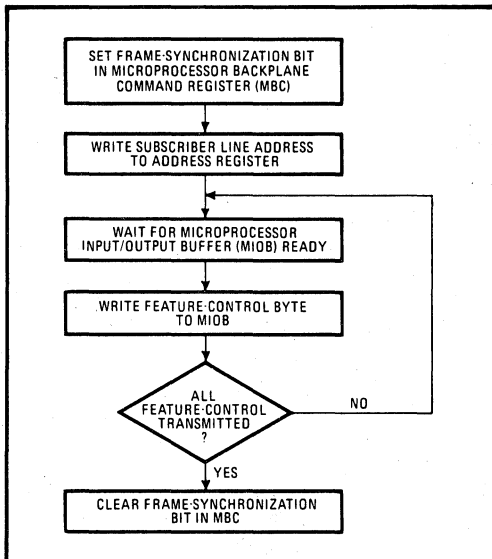 SET FRAME-SYNCHRONIZATION BIT
IN MICROPROCESSOR BACKPLANE
COMMAND REGISTER (MBC)
WRITE SUBSCRIBER LINE ADDRESS
TO ADDRESS REGISTER
WAIT FOR MICROPROCESSOR
INPUT/OUTPUT BUFFER (MIOB) READY
WRITE FEATURE-CONTROL BYTE
TO MIOB
ALL
FEATURE-CONTROL
TRANSMITTED
?
NO
YES
CLEAR FRAME-SYNCHRONIZATION
BIT IN MBC